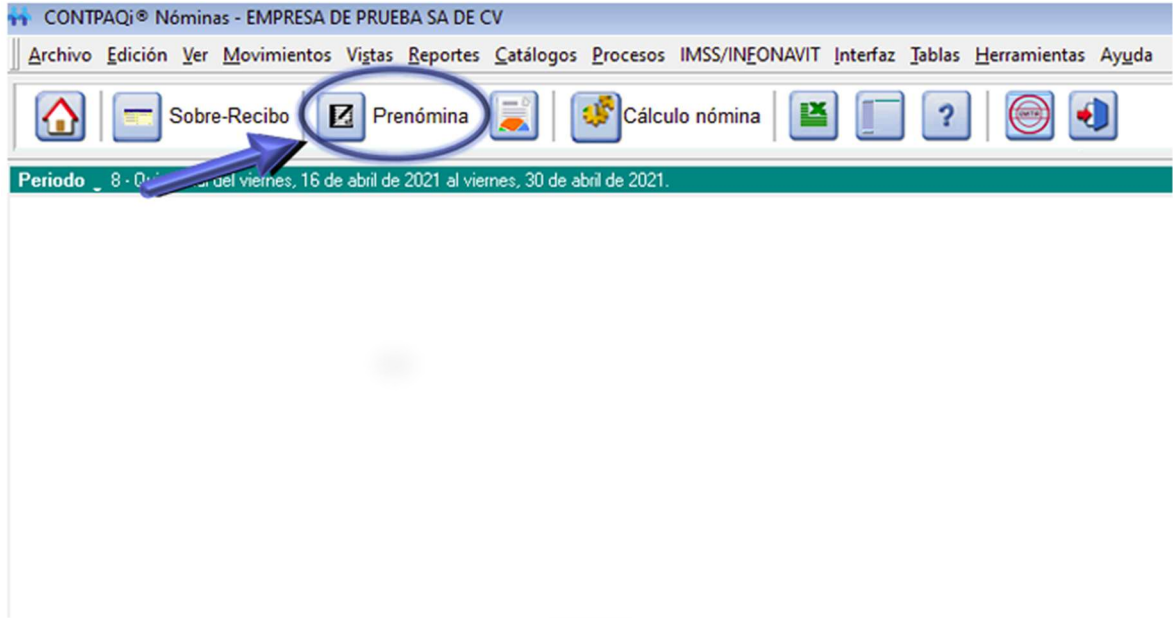 CONTPAQi® Nóminas - EMPRESA DE PRUEBA SA DE CV
Archivo Edición Ver Movimientos Vistas Reportes Catálogos Procesos IMSS/INFONAVIT Interfaz Tablas Herramientas Ayuda
Sobre-Recibo Prenómina Cálculo nómina ?
Periodo 8 - del viernes, 16 de abril de 2021 al viernes, 30 de abril de 2021.